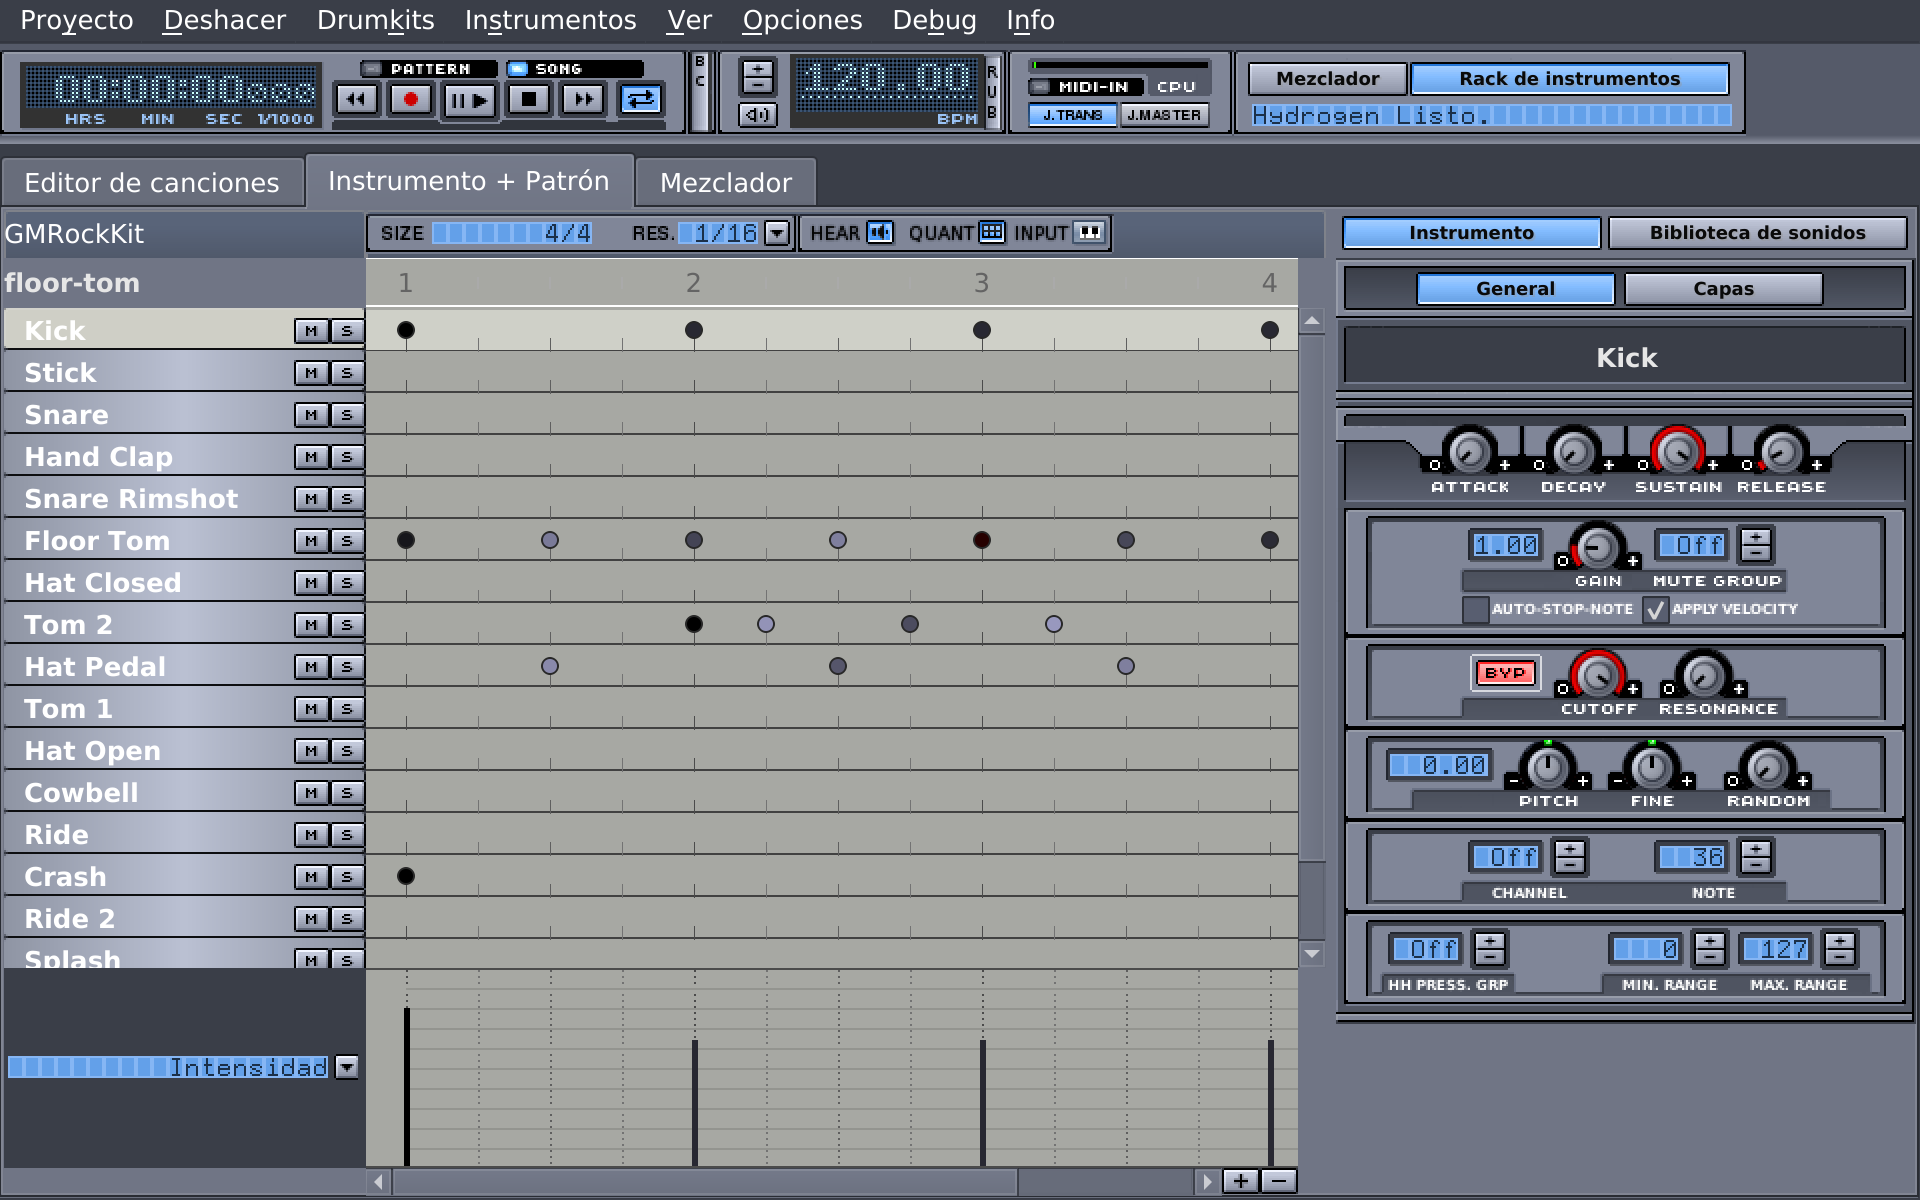 Proyecto Deshacer Drumkits Instrumentos Ver Opciones Debug Info
00:00:00000 HRS MIN SEC 1/1000
PATTERN SONG
B C
120.00 BPM
R U B
MIDI-IN CPU
J.TRANS J.MASTER
Mezclador Rack de instrumentos
Hydrogen Listo.
Editor de canciones Instrumento + Patrón Mezclador
GMRockKit
SIZE 4/4 RES. 1/16 HEAR QUANT INPUT
floor-tom
1 2 3 4
Kick M S
Stick M S
Snare M S
Hand Clap M S
Snare Rimshot M S
Floor Tom M S
Hat Closed M S
Tom 2 M S
Hat Pedal M S
Tom 1 M S
Hat Open M S
Cowbell M S
Ride M S
Crash M S
Ride 2 M S
Splash
Intensidad
+ −
Instrumento Biblioteca de sonidos
General Capas
Kick
ATTACK DECAY SUSTAIN RELEASE
1.00 Off
GAIN MUTE GROUP
AUTO-STOP-NOTE APPLY VELOCITY
BYP
CUTOFF RESONANCE
0.00
PITCH FINE RANDOM
Off 36
CHANNEL NOTE
Off 0 127
HH PRESS. GRP MIN. RANGE MAX. RANGE